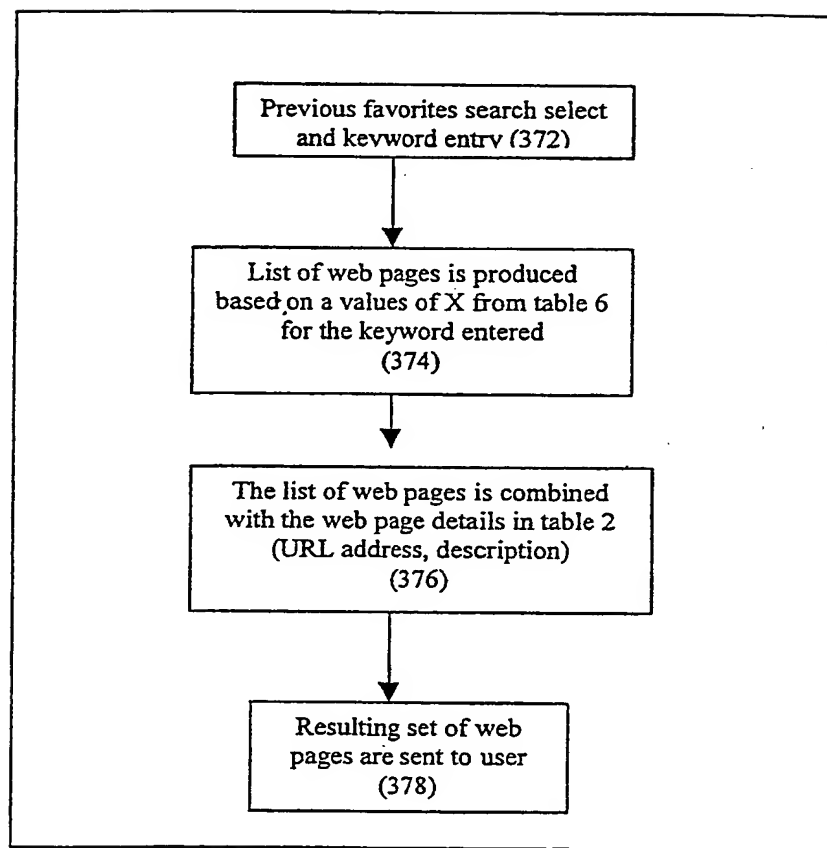 Previous favorites search select
and keyword entry (372)
List of web pages is produced
based on a values of X from table 6
for the keyword entered
(374)
The list of web pages is combined
with the web page details in table 2
(URL address, description)
(376)
Resulting set of web
pages are sent to user
(378)